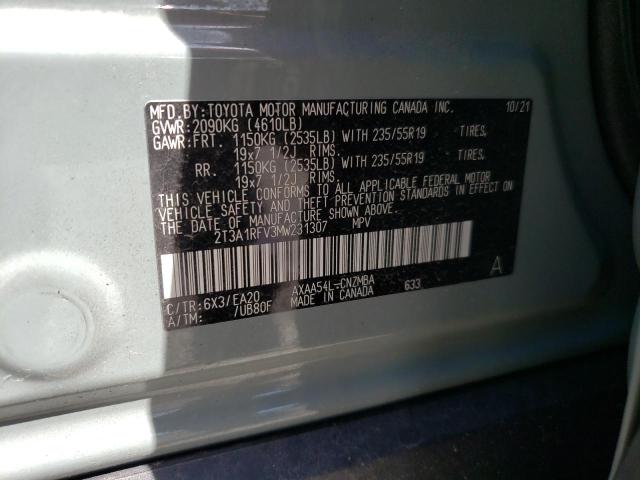 MFD.BY:TOYOTA MOTOR MANUFACTURING CANADA INC. 10/21
GVWR:2090KG (4610LB)
GAWR:FRT. 1150KG (2535LB) WITH 235/55R19 TIRES,
19x7 1/2J RIMS.
RR. 1150KG (2535LB) WITH 235/55R19 TIRES,
19x7 1/2J RIMS.
THIS VEHICLE CONFORMS TO ALL APPLICABLE FEDERAL MOTOR
VEHICLE SAFETY AND THEFT PREVENTION STANDARDS IN EFFECT
ON THE DATE OF MANUFACTURE SHOWN ABOVE.
2T3A1RFV3MW231307 MPV
C/TR:6X3/EA20 AXAA54L-CNZMBA A
A/TM: /UB80F MADE IN CANADA 633